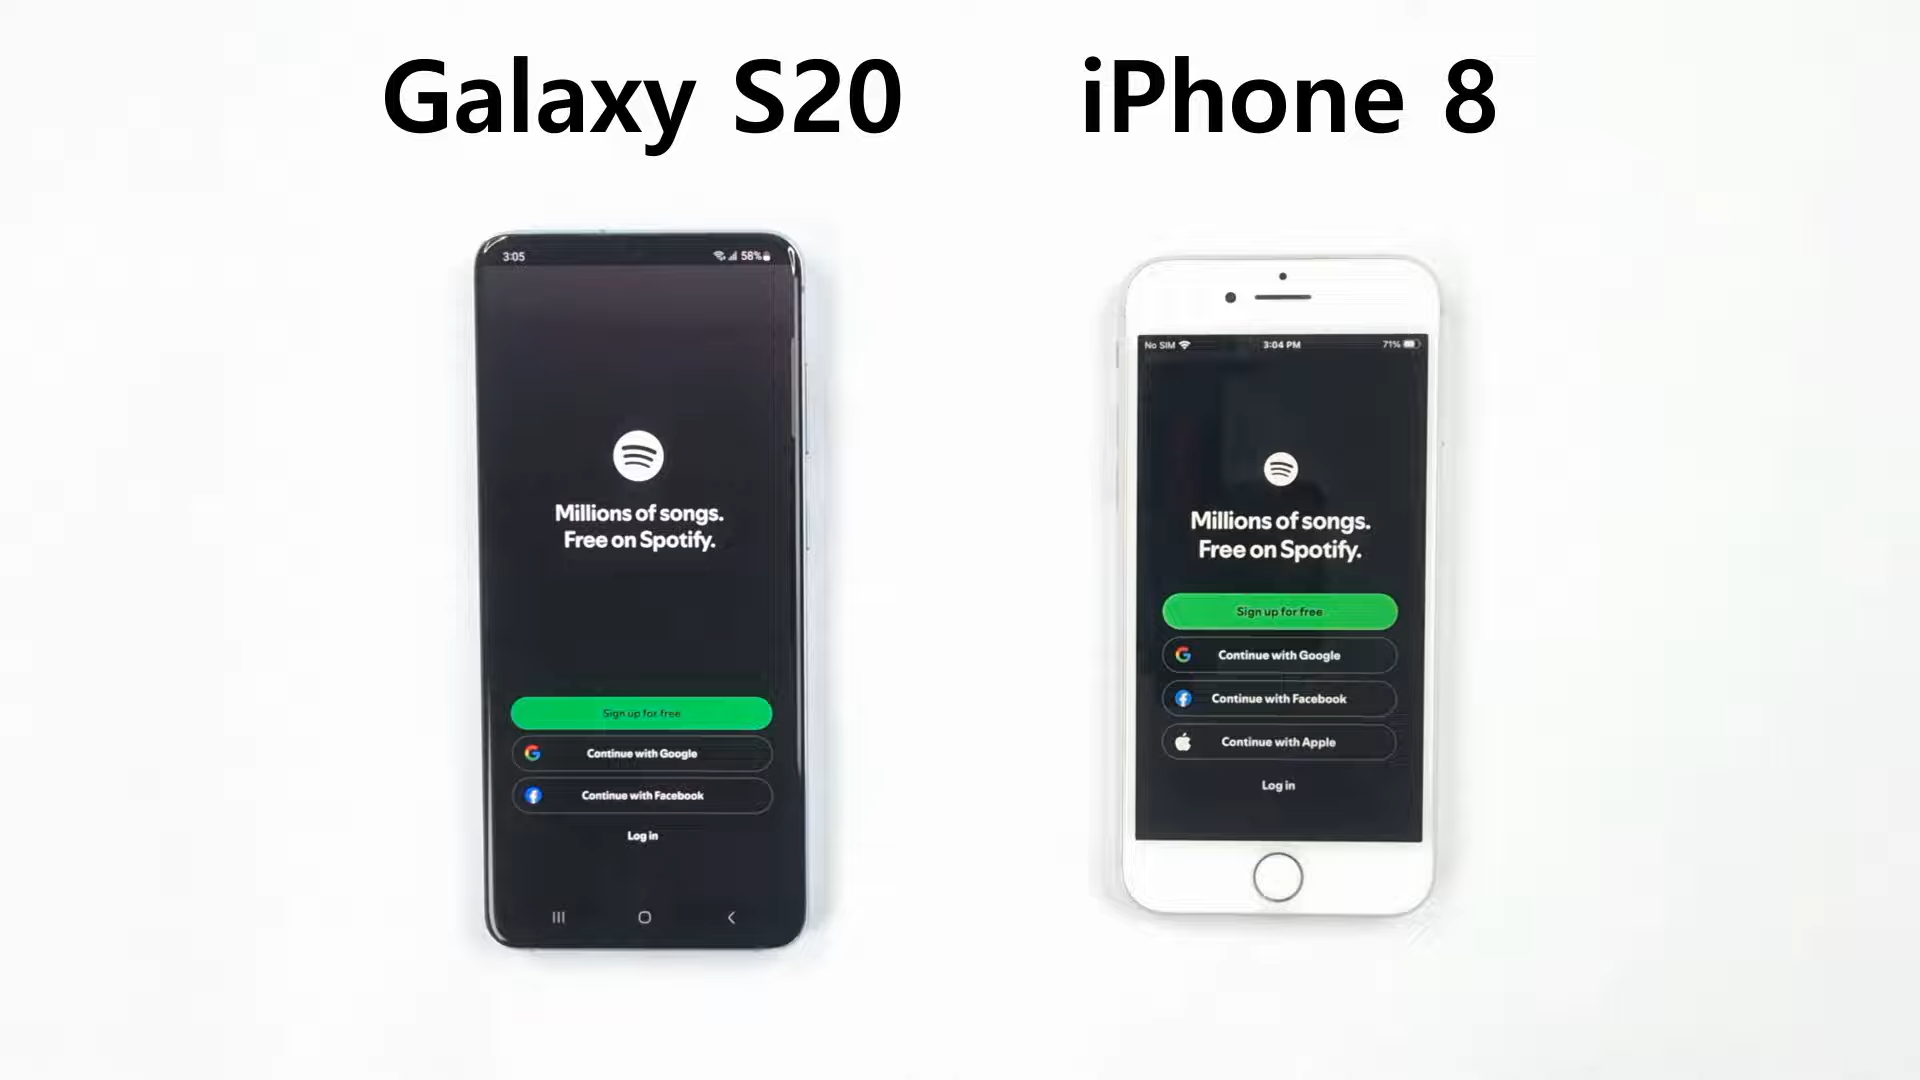 Galaxy S20
iPhone 8
3:05
58%
Millions of songs.
Free on Spotify.
Sign up for free
Continue with Google
Continue with Facebook
Log in
No SIM
3:04 PM
71%
Millions of songs.
Free on Spotify.
Sign up for free
Continue with Google
Continue with Facebook
Continue with Apple
Log in